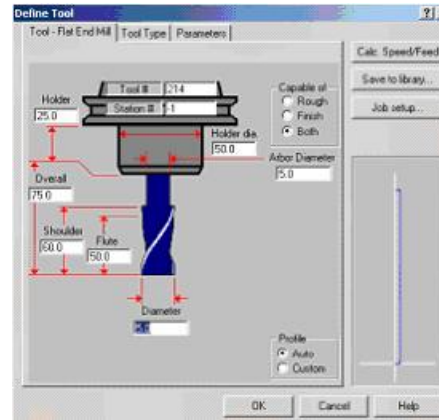 Define Tool
Tool - Flat End Mill Tool Type Parameters
Calc. Speed/Feed
Save to library...
Job setup...
Tool # 214
Station # -1
Holder
25.0
Capable of
Rough
Finish
Both
Holder dia.
50.0
Arbor Diameter
5.0
Overall
75.0
Shoulder
60.0
Flute
50.0
Diameter
Profile
Auto
Custom
OK Cancel Help